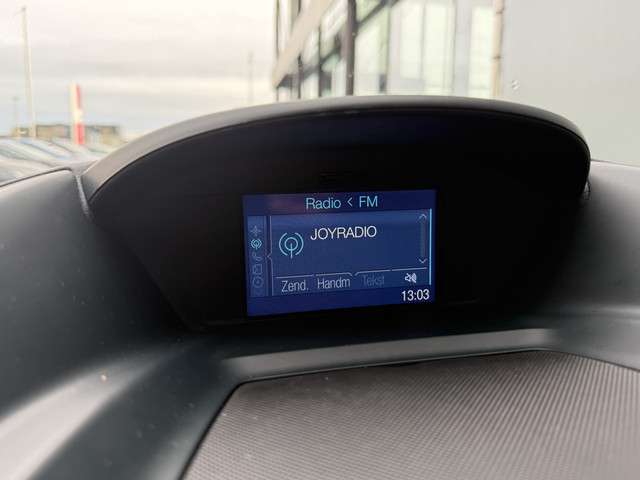 Radio < FM
JOYRADIO
Zend. Handm Tekst
13:03